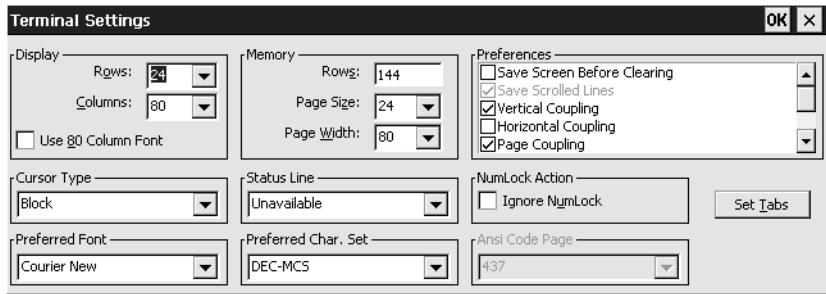 Terminal Settings OK
Display
Rows: 24
Columns: 80
Use 80 Column Font
Memory
Rows: 144
Page Size: 24
Page Width: 80
Preferences
Save Screen Before Clearing
Save Scrolled Lines
Vertical Coupling
Horizontal Coupling
Page Coupling
Cursor Type
Block
Status Line
Unavailable
NumLock Action
Ignore NumLock
Set Tabs
Preferred Font
Courier New
Preferred Char. Set
DEC-MCS
Ansi Code Page
437